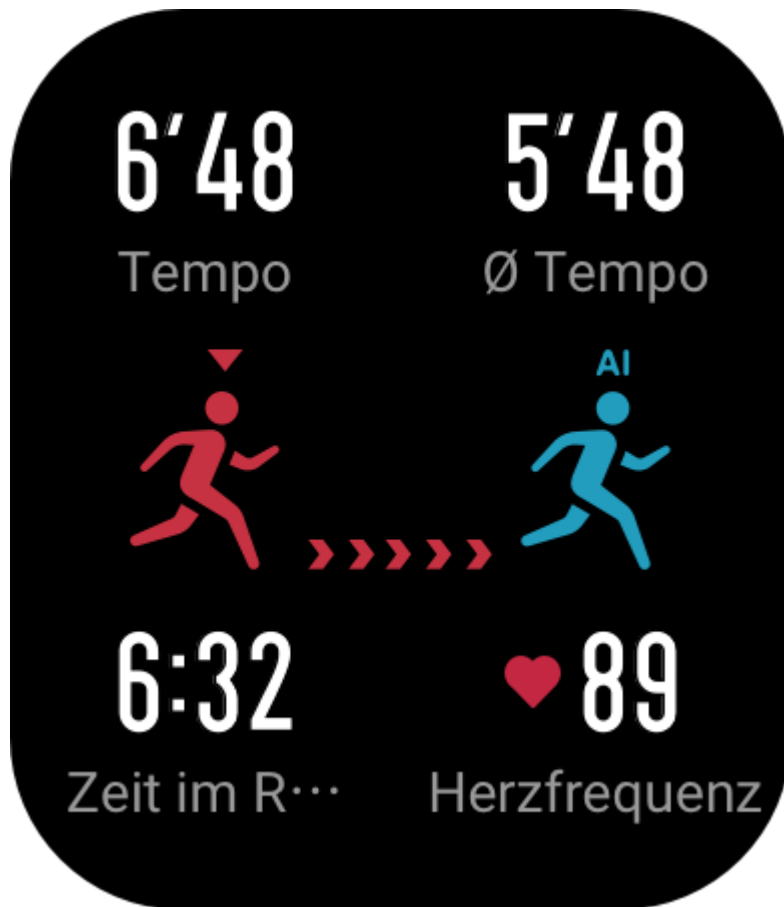 6′48 5′48
Tempo Ø Tempo
AI
6:32 89
Zeit im R··· Herzfrequenz